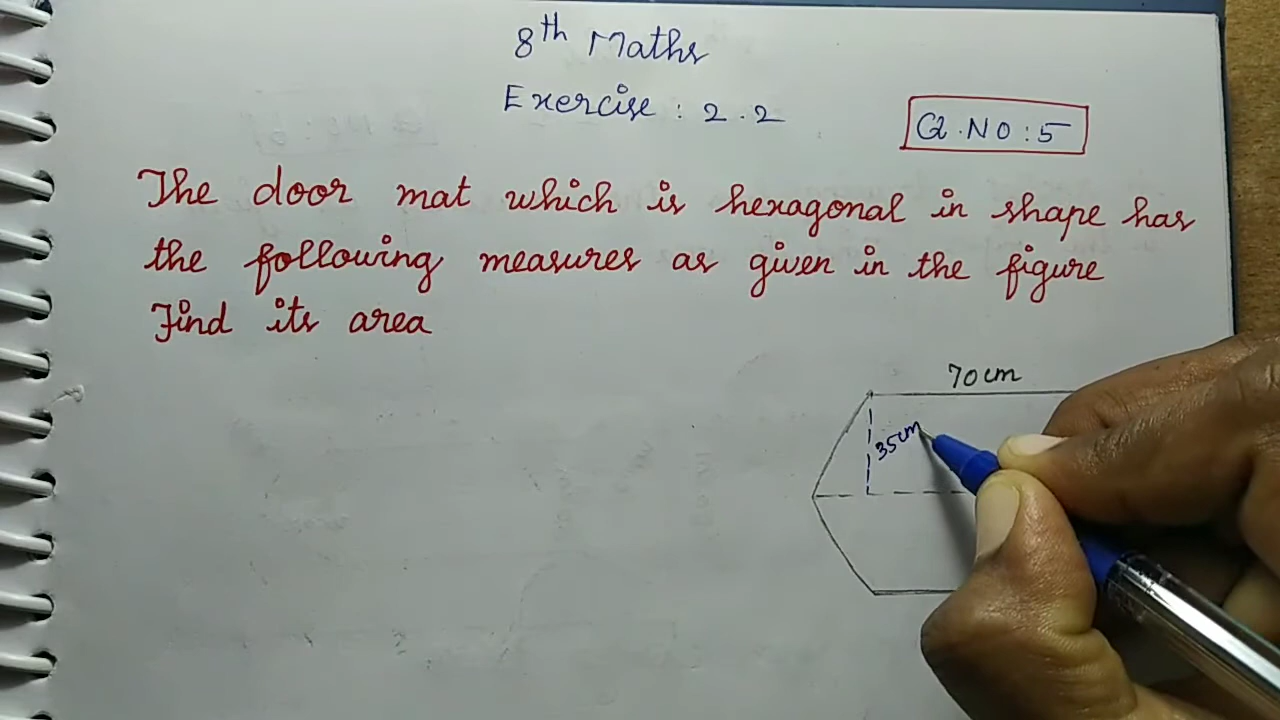 8th Maths
Exercise : 2.2
Q.NO:5
The door mat which is hexagonal in shape has
the following measures as given in the figure
Find its area
70cm
35cm